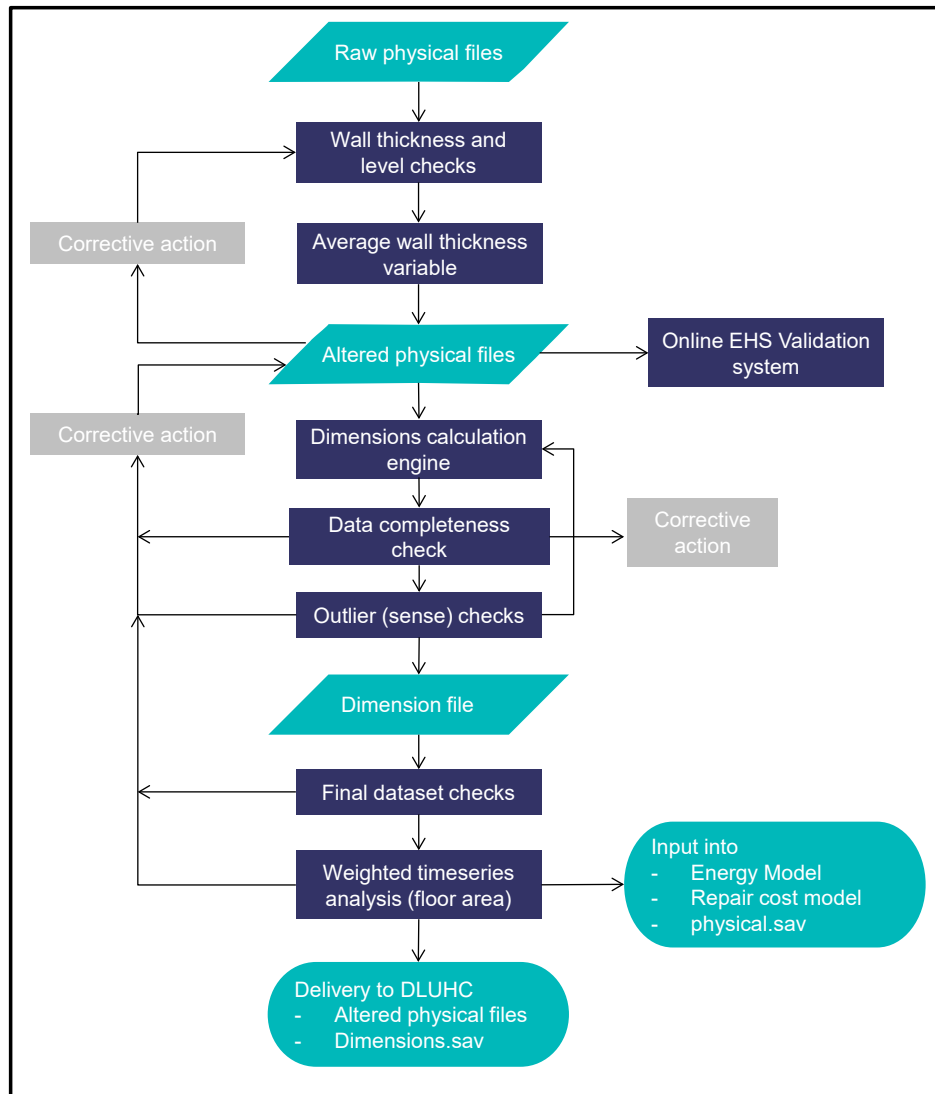 Raw physical files
Wall thickness and
level checks
Corrective action
Average wall thickness
variable
Altered physical files
Online EHS Validation
system
Corrective action
Dimensions calculation
engine
Data completeness
check
Corrective
action
Outlier (sense) checks
Dimension file
Final dataset checks
Weighted timeseries
analysis (floor area)
Input into
- Energy Model
- Repair cost model
- physical.sav
Delivery to DLUHC
- Altered physical files
- Dimensions.sav